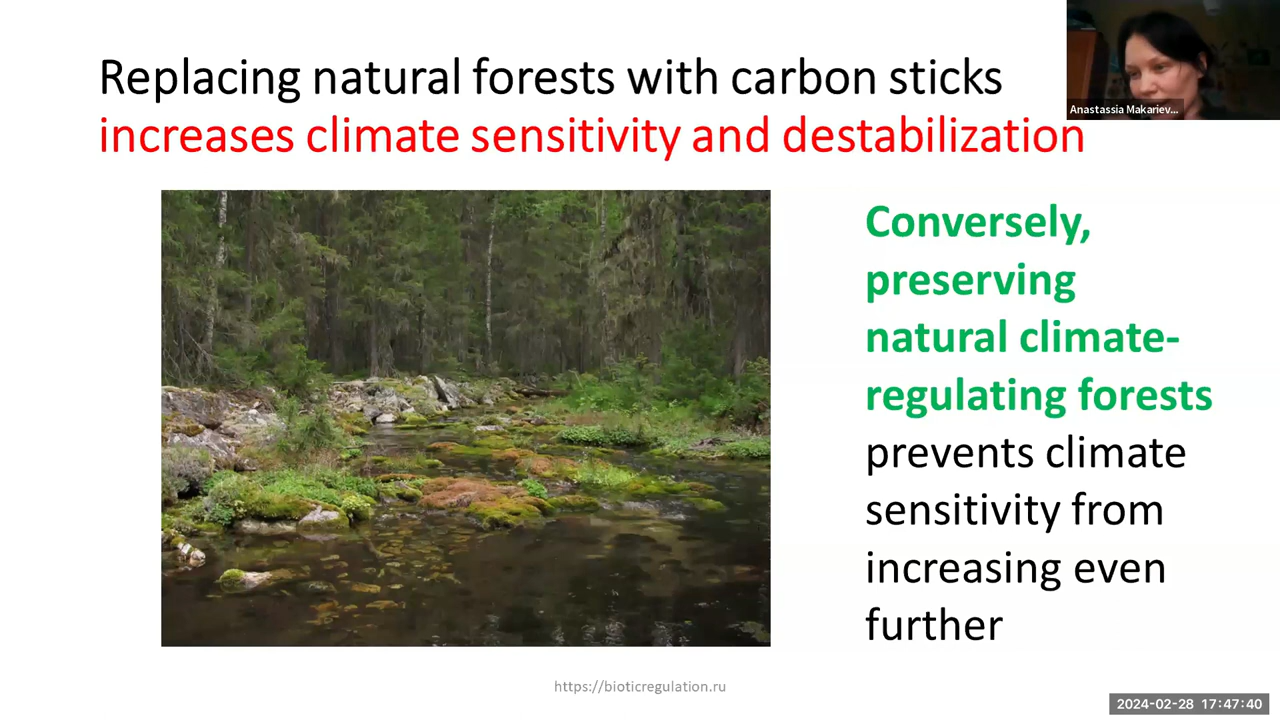 Replacing natural forests with carbon sticks
increases climate sensitivity and destabilization
Anastassia Makariev...
Conversely,
preserving
natural climate-
regulating forests
prevents climate
sensitivity from
increasing even
further
https://bioticregulation.ru
2024-02-28 17:47:40